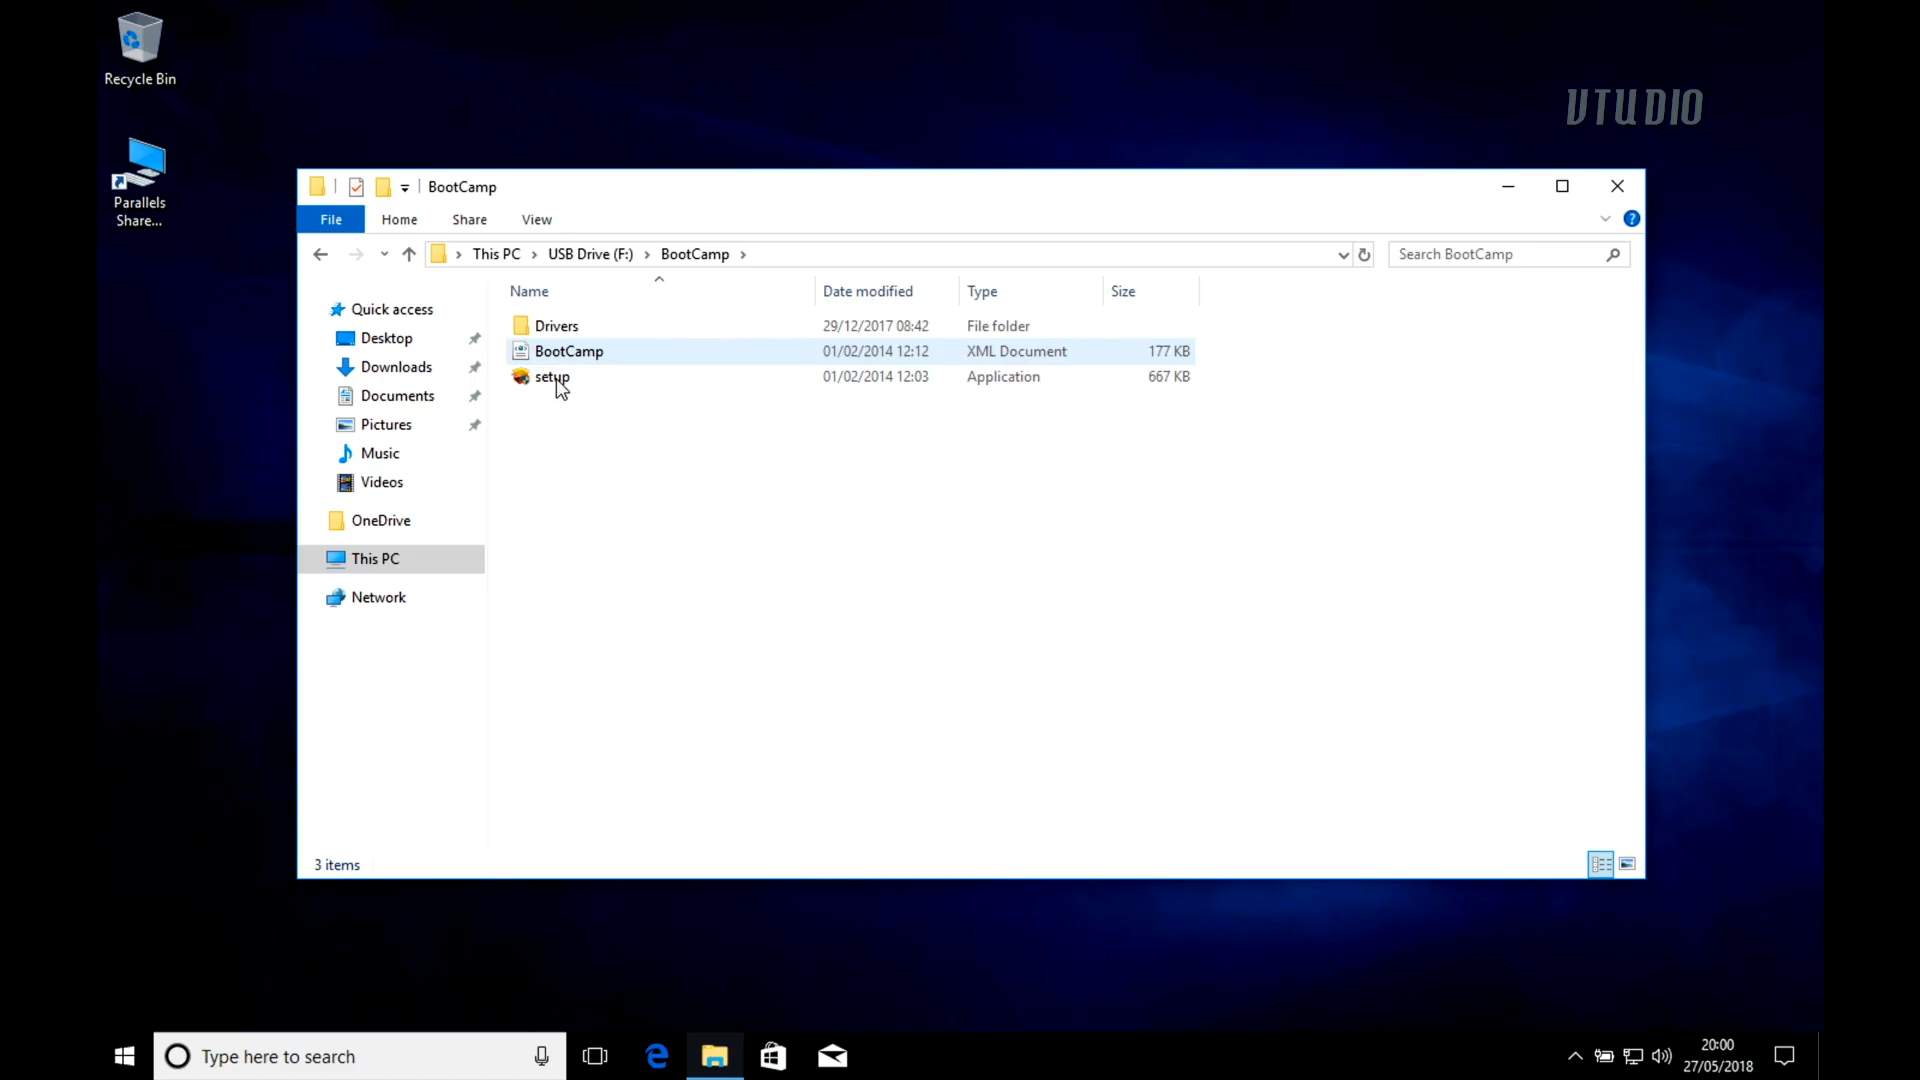 Recycle Bin
VTUDIO
Parallels
Share...
BootCamp
File Home Share View
This PC USB Drive (F:) BootCamp
Search BootCamp
Name Date modified Type Size
Drivers 29/12/2017 08:42 File folder
BootCamp 01/02/2014 12:12 XML Document 177 KB
setup 01/02/2014 12:03 Application 667 KB
Quick access
Desktop
Downloads
Documents
Pictures
Music
Videos
OneDrive
This PC
Network
3 items
Type here to search
20:00
27/05/2018